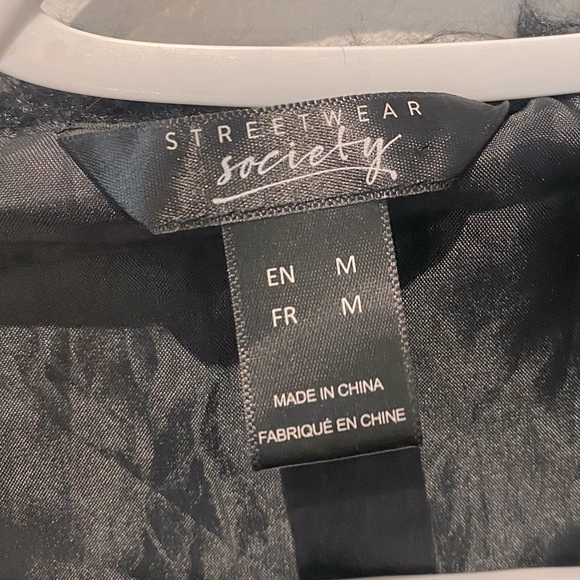 STREETWEAR
society
EN M
FR M
MADE IN CHINA
FABRIQUÉ EN CHINE